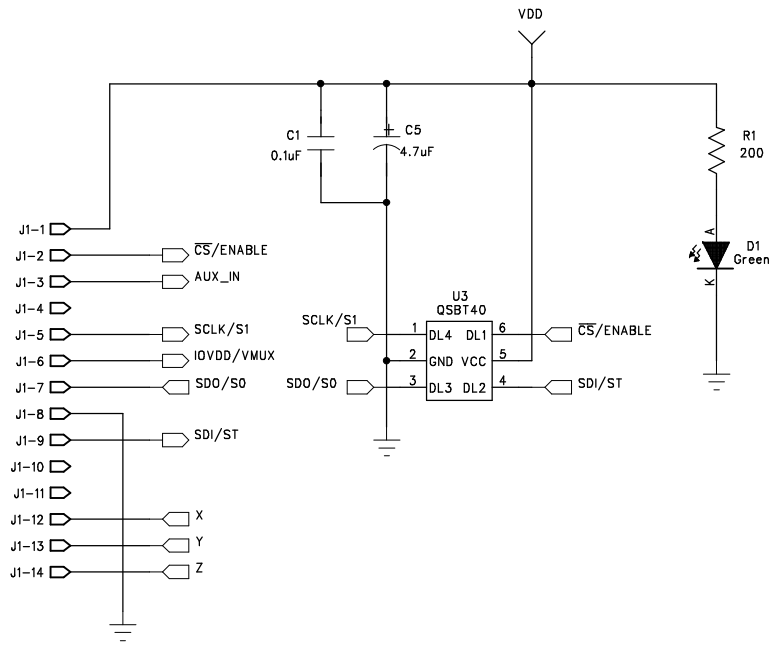 VDD
C1
0.1uF
+
C5
4.7uF
R1
200
A
D1
Green
K
J1-1
J1-2 CS/ENABLE
J1-3 AUX_IN
J1-4
J1-5 SCLK/S1
J1-6 IOVDD/VMUX
J1-7 SDO/S0
J1-8
J1-9 SDI/ST
J1-10
J1-11
J1-12 X
J1-13 Y
J1-14 Z
U3
QSBT40
SCLK/S1 1 DL4 DL1 6 CS/ENABLE
2 GND VCC 5
SDO/S0 3 DL3 DL2 4 SDI/ST